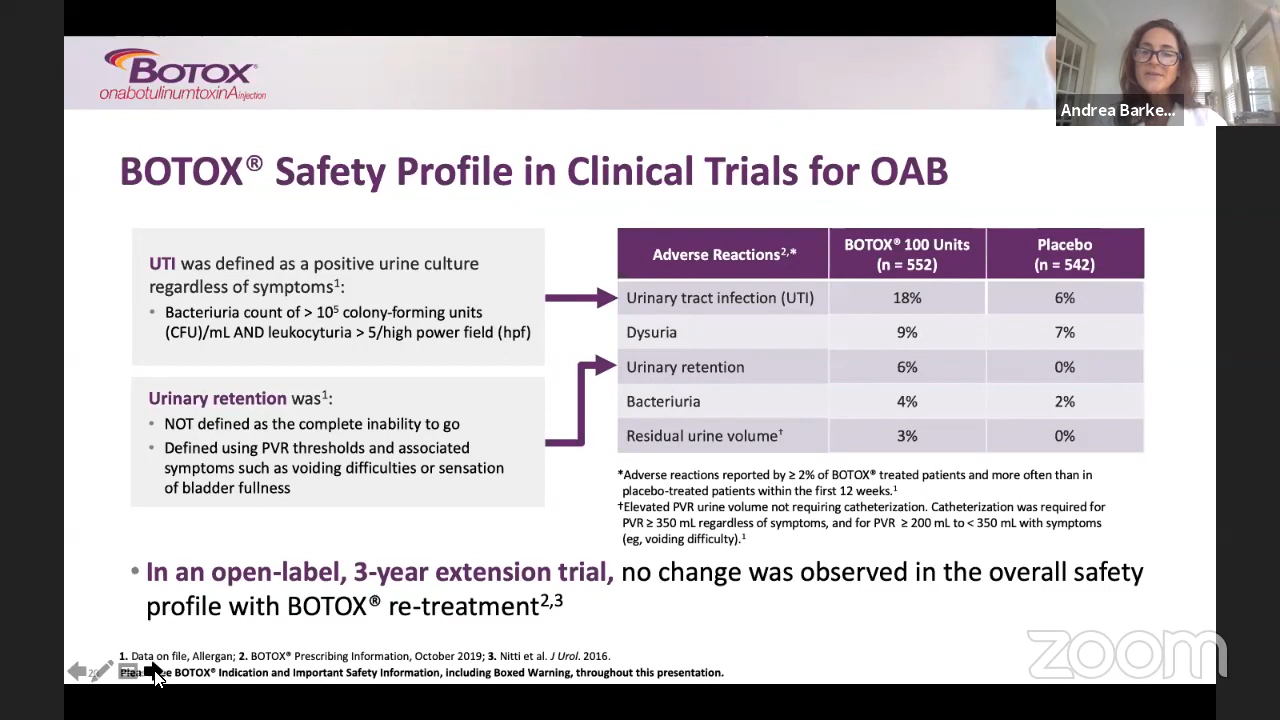 BOTOX®
onabotulinumtoxinA injection
Andrea Barke...
BOTOX® Safety Profile in Clinical Trials for OAB
UTI was defined as a positive urine culture
regardless of symptoms1:
• Bacteriuria count of > 105 colony-forming units
(CFU)/mL AND leukocyturia > 5/high power field (hpf)
Urinary retention was1:
• NOT defined as the complete inability to go
• Defined using PVR thresholds and associated
symptoms such as voiding difficulties or sensation
of bladder fullness
Adverse Reactions2,* BOTOX® 100 Units (n = 552) Placebo (n = 542)
Urinary tract infection (UTI) 18% 6%
Dysuria 9% 7%
Urinary retention 6% 0%
Bacteriuria 4% 2%
Residual urine volume† 3% 0%
*Adverse reactions reported by ≥ 2% of BOTOX® treated patients and more often than in
placebo-treated patients within the first 12 weeks.1
†Elevated PVR urine volume not requiring catheterization. Catheterization was required for
PVR ≥ 350 mL regardless of symptoms, and for PVR ≥ 200 mL to < 350 mL with symptoms
(eg, voiding difficulty).1
• In an open-label, 3-year extension trial, no change was observed in the overall safety
profile with BOTOX® re-treatment2,3
1. Data on file, Allergan; 2. BOTOX® Prescribing Information, October 2019; 3. Nitti et al. J Urol. 2016.
BOTOX® Indication and Important Safety Information, including Boxed Warning, throughout this presentation.
zoom